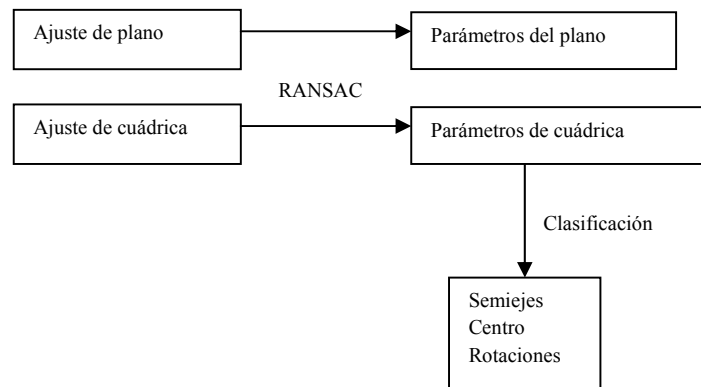 Ajuste de plano
Parámetros del plano
RANSAC
Ajuste de cuádrica
Parámetros de cuádrica
Clasificación
Semiejes
Centro
Rotaciones